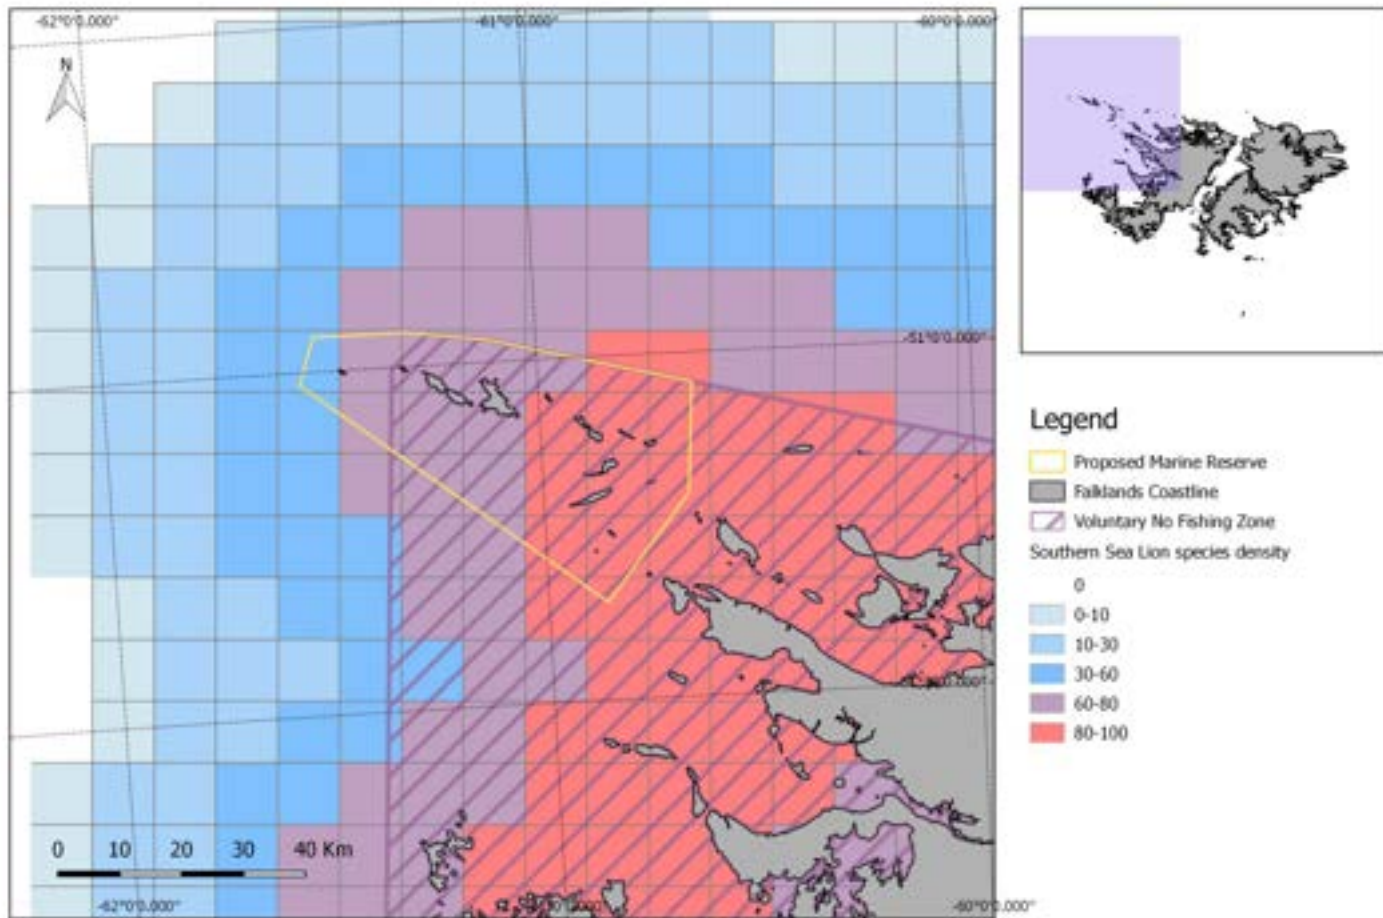 -62°0'0.000"
-61°0'0.000"
-60°0'0.000"
N
-51°0'0.000"
0 10 20 30 40 Km
-62°0'0.000"
-60°0'0.000"
Legend
Proposed Marine Reserve
Falklands Coastline
Voluntary No Fishing Zone
Southern Sea Lion species density
0
0-10
10-30
30-60
60-80
80-100